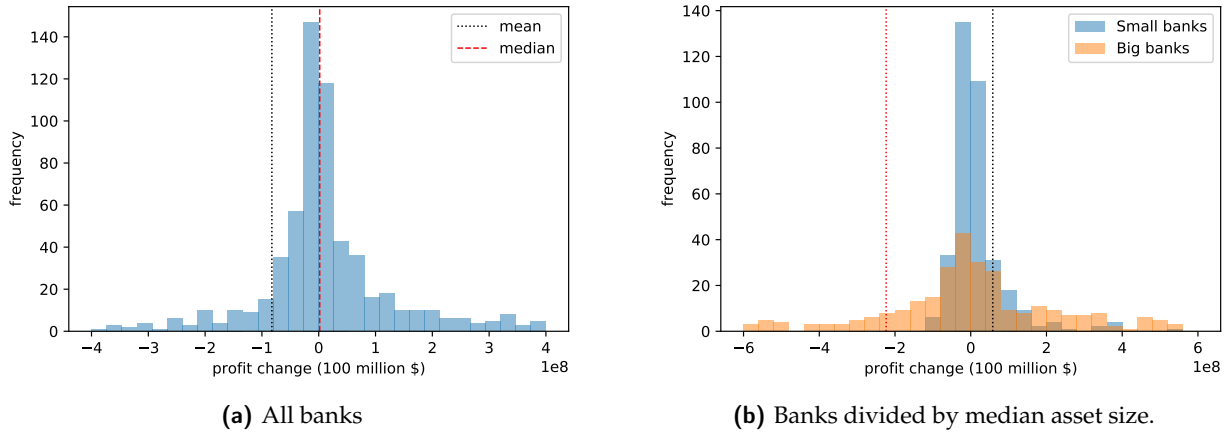 mean
median
frequency
140
120
100
80
60
40
20
0
−4
−3
−2
−1
0
1
2
3
4
1e8
profit change (100 million $)
(a) All banks
Small banks
Big banks
frequency
140
120
100
80
60
40
20
0
−6
−4
−2
0
2
4
6
1e8
profit change (100 million $)
(b) Banks divided by median asset size.